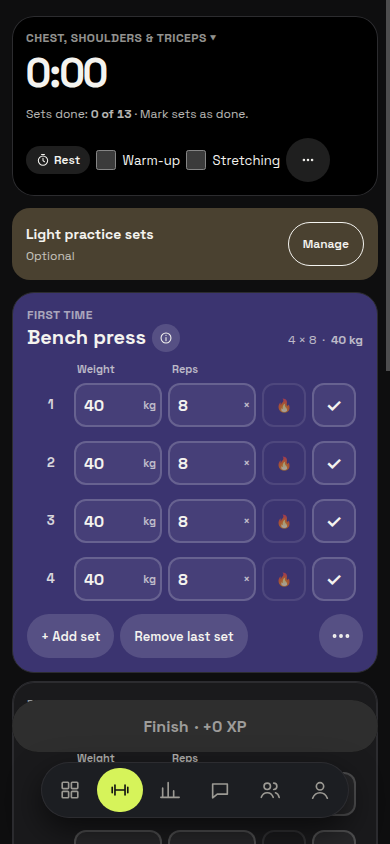 CHEST, SHOULDERS & TRICEPS ▾
0:00
Sets done: 0 of 13 · Mark sets as done.
Rest Warm-up Stretching ...
Light practice sets
Optional
Manage
FIRST TIME
Bench press
4 × 8 · 40 kg
Weight Reps
1 40 kg 8 ×
2 40 kg 8 ×
3 40 kg 8 ×
4 40 kg 8 ×
+ Add set Remove last set ...
Finish · +0 XP
Weight Reps